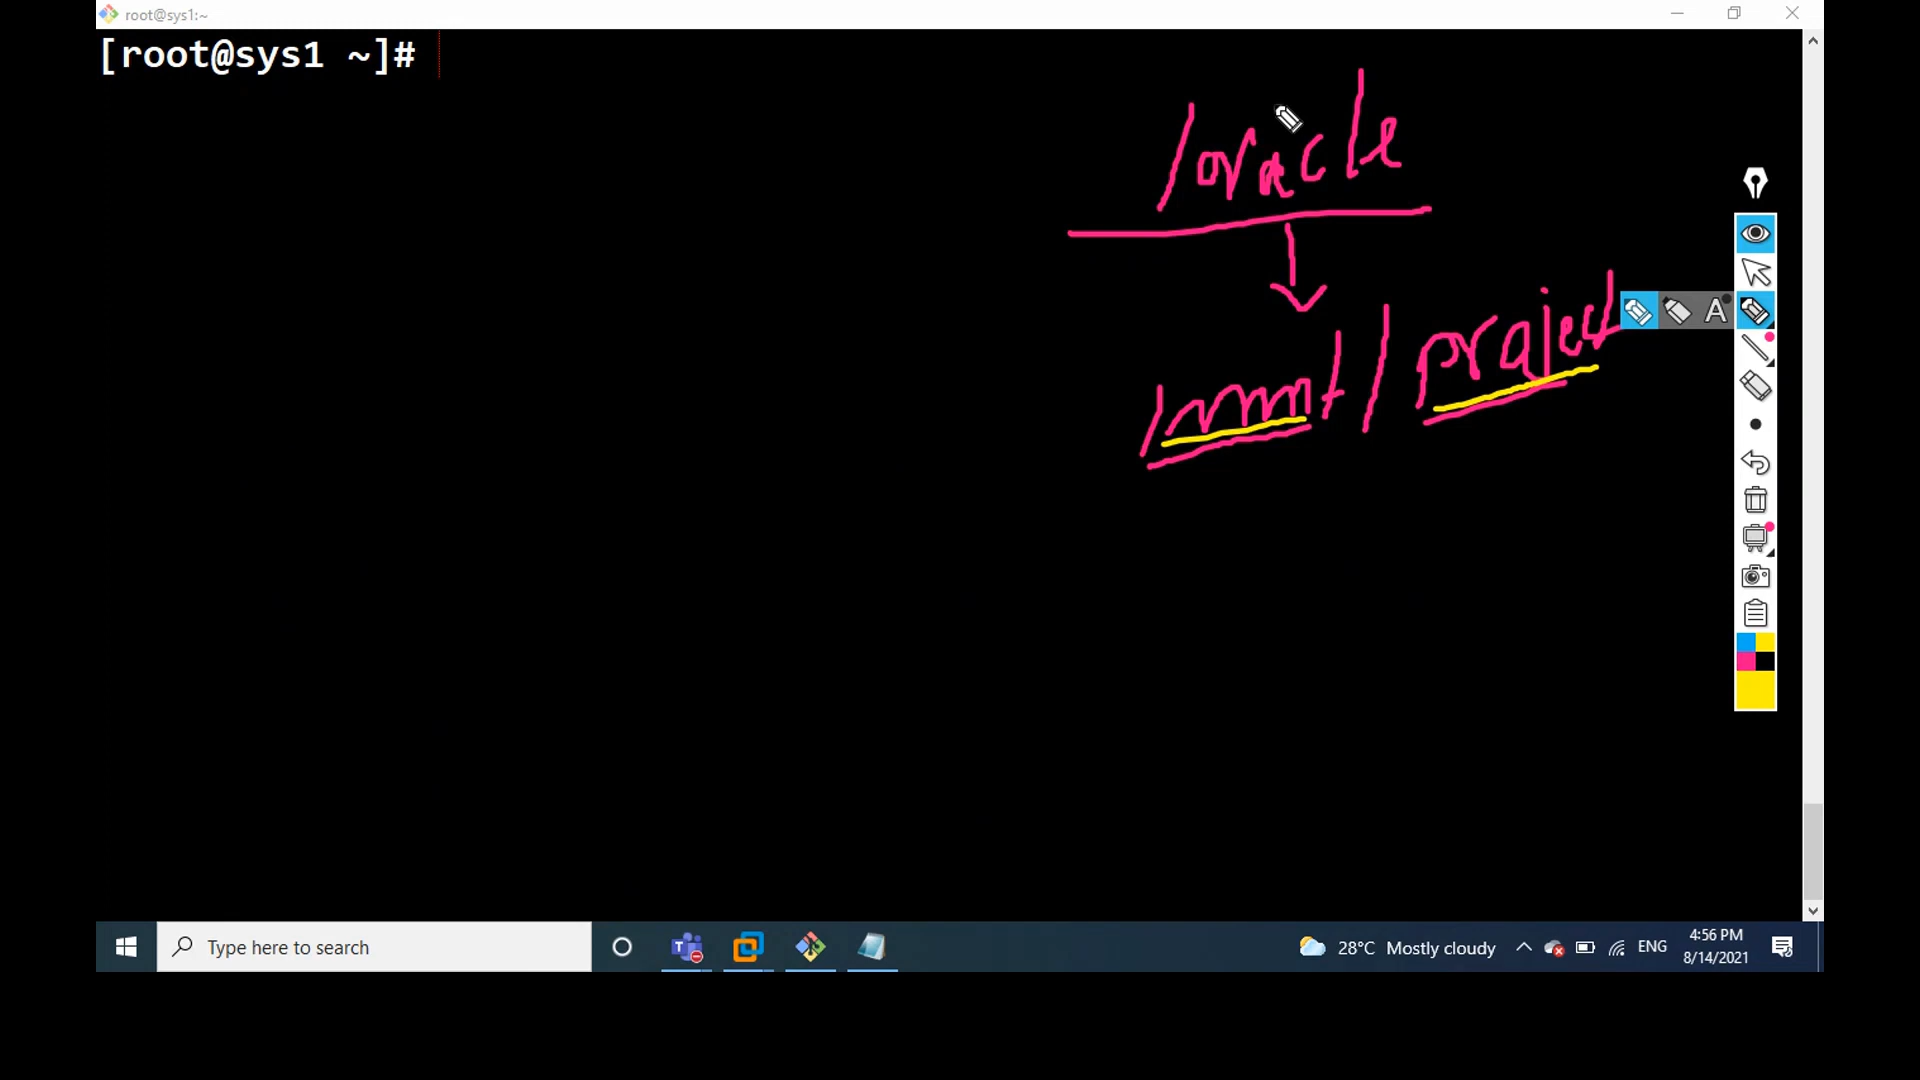 root@sys1:~
[root@sys1 ~]#
/oracle
/mnt/project
A
Type here to search
28°C Mostly cloudy
ENG
4:56 PM
8/14/2021